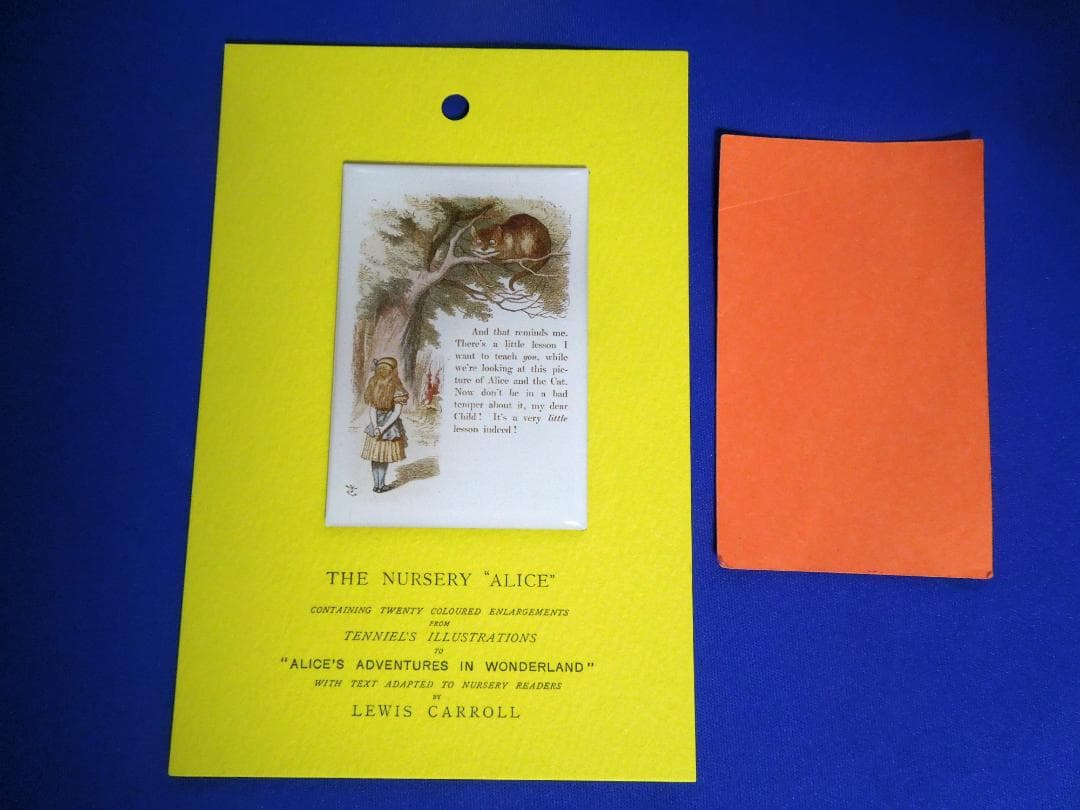 And that reminds me.
There's a little lesson I
want to teach you, while
we're looking at this pic-
ture of Alice and the Cat.
Now don't be in a bad
temper about it, my dear
Child! It's a very little
lesson indeed!
THE NURSERY "ALICE"
CONTAINING TWENTY COLOURED ENLARGEMENTS
FROM
TENNIEL'S ILLUSTRATIONS
TO
"ALICE'S ADVENTURES IN WONDERLAND"
WITH TEXT ADAPTED TO NURSERY READERS
BY
LEWIS CARROLL